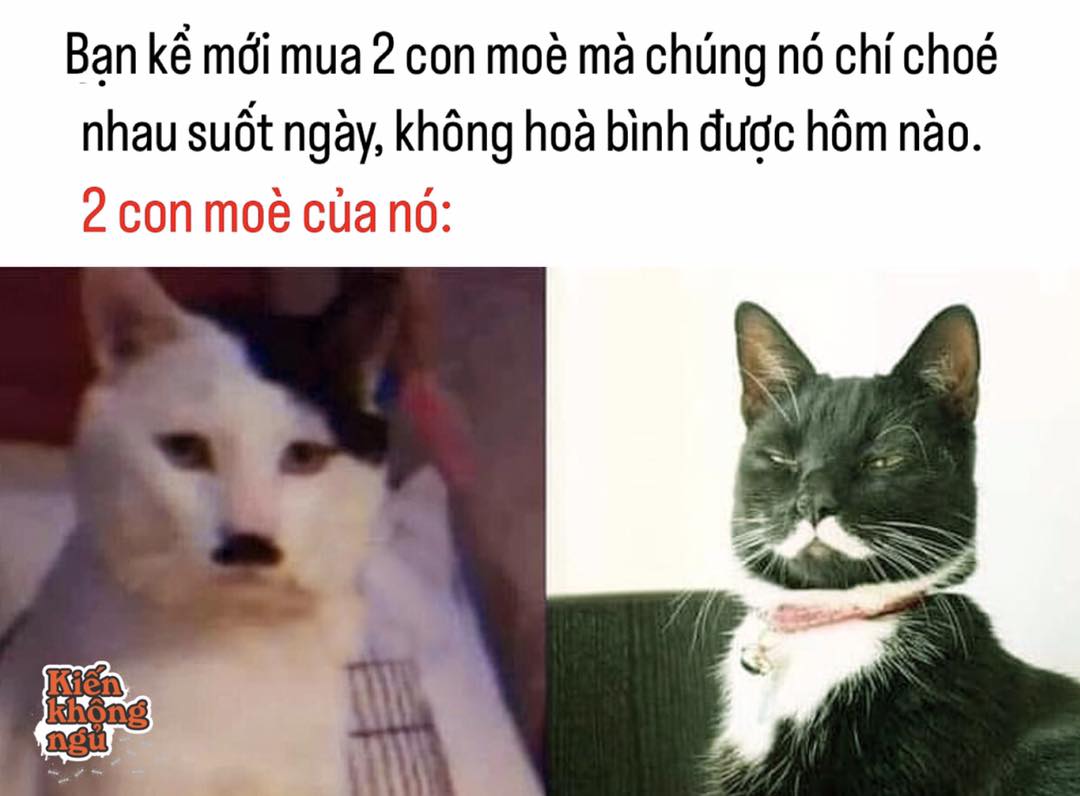 Bạn kể mới mua 2 con moè mà chúng nó chí choé
nhau suốt ngày, không hoà bình được hôm nào.
2 con moè của nó:
Kiến
không
ngủ